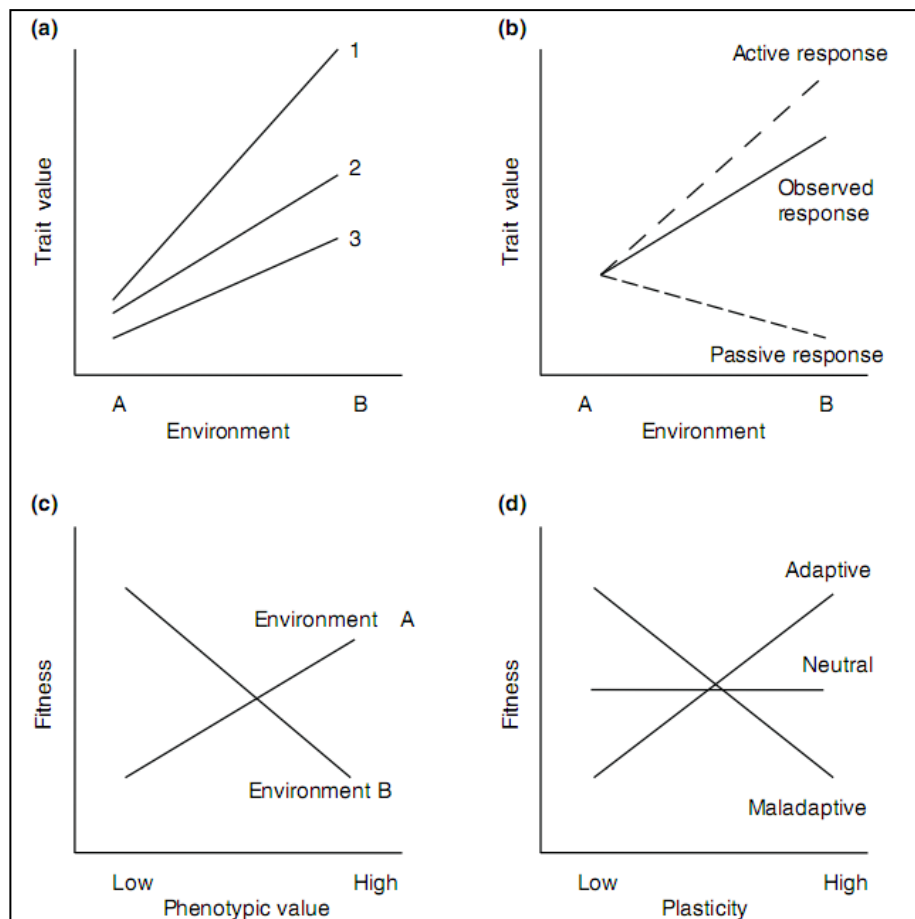 (a)
1
2
3
Trait value
A
B
Environment
(b)
Active response
Observed
response
Passive response
Trait value
A
B
Environment
(c)
Environment A
Environment B
Fitness
Low
High
Phenotypic value
(d)
Adaptive
Neutral
Maladaptive
Fitness
Low
High
Plasticity